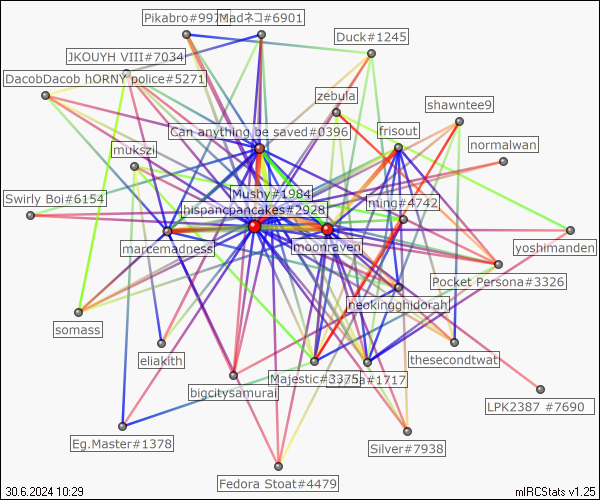 Pikabro#997
Madネコ#6901
Duck#1245
JKOUYH VIII#7034
DacobDacob hORNY police#5271
zebula
shawntee9
Can anything be saved#0396
frisout
mukszi
normalwan
Swirly Boi#6154
Mushy#1984
ming#4742
hispancpancakes#2928
marcemadness
moonraven
yoshimanden
Pocket Persona#3326
neokingghidorah
somass
eliakith
thesecondtwat
Majestic#3375
#1717
bigcitysamurai
LPK2387 #7690
Eg.Master#1378
Silver#7938
Fedora Stoat#4479
30.6.2024 10:29
mIRCStats v1.25